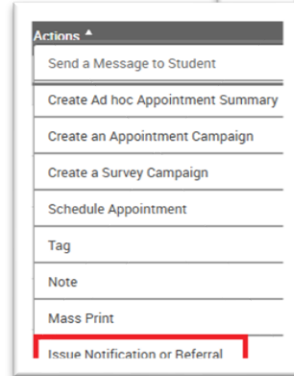 Actions
Send a Message to Student
Create Ad hoc Appointment Summary
Create an Appointment Campaign
Create a Survey Campaign
Schedule Appointment
Tag
Note
Mass Print
Issue Notification or Referral